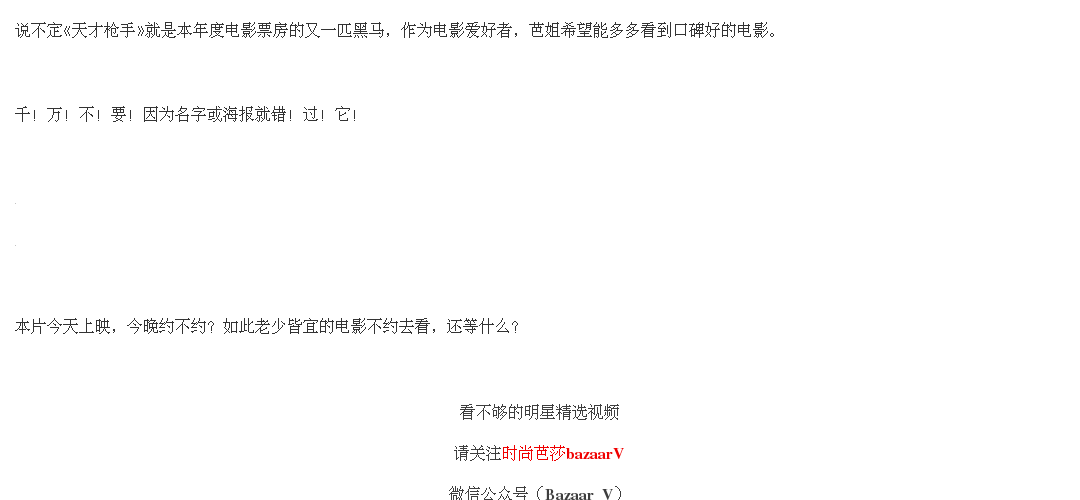 说不定《天才枪手》就是本年度电影票房的又一匹黑马，作为电影爱好者，芭姐希望能多多看到口碑好的电影。
千！万！不！要！因为名字或海报就错！过！它！
本片今天上映，今晚约不约？如此老少皆宜的电影不约去看，还等什么？
看不够的明星精选视频
请关注时尚芭莎bazaarV
微信公众号（Bazaar_V）